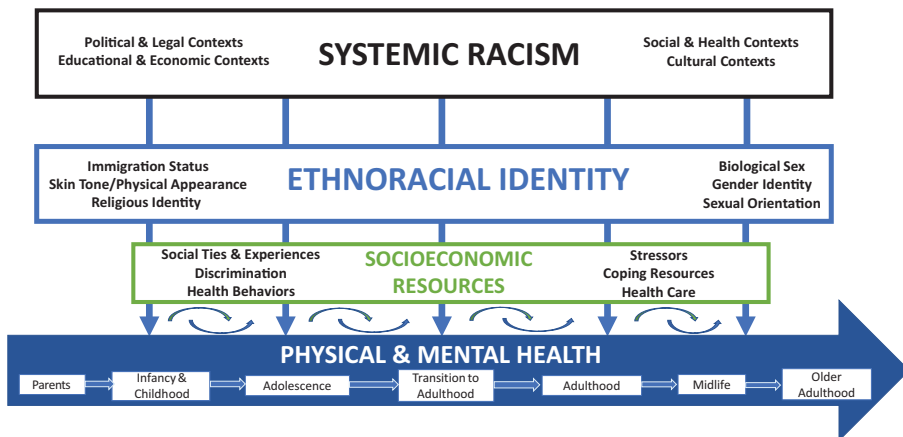 Political & Legal Contexts
Educational & Economic Contexts
SYSTEMIC RACISM
Social & Health Contexts
Cultural Contexts
Immigration Status
Skin Tone/Physical Appearance
Religious Identity
ETHNORACIAL IDENTITY
Biological Sex
Gender Identity
Sexual Orientation
Social Ties & Experiences
Discrimination
Health Behaviors
SOCIOECONOMIC
RESOURCES
Stressors
Coping Resources
Health Care
PHYSICAL & MENTAL HEALTH
Parents
Infancy &
Childhood
Adolescence
Transition to
Adulthood
Adulthood
Midlife
Older
Adulthood